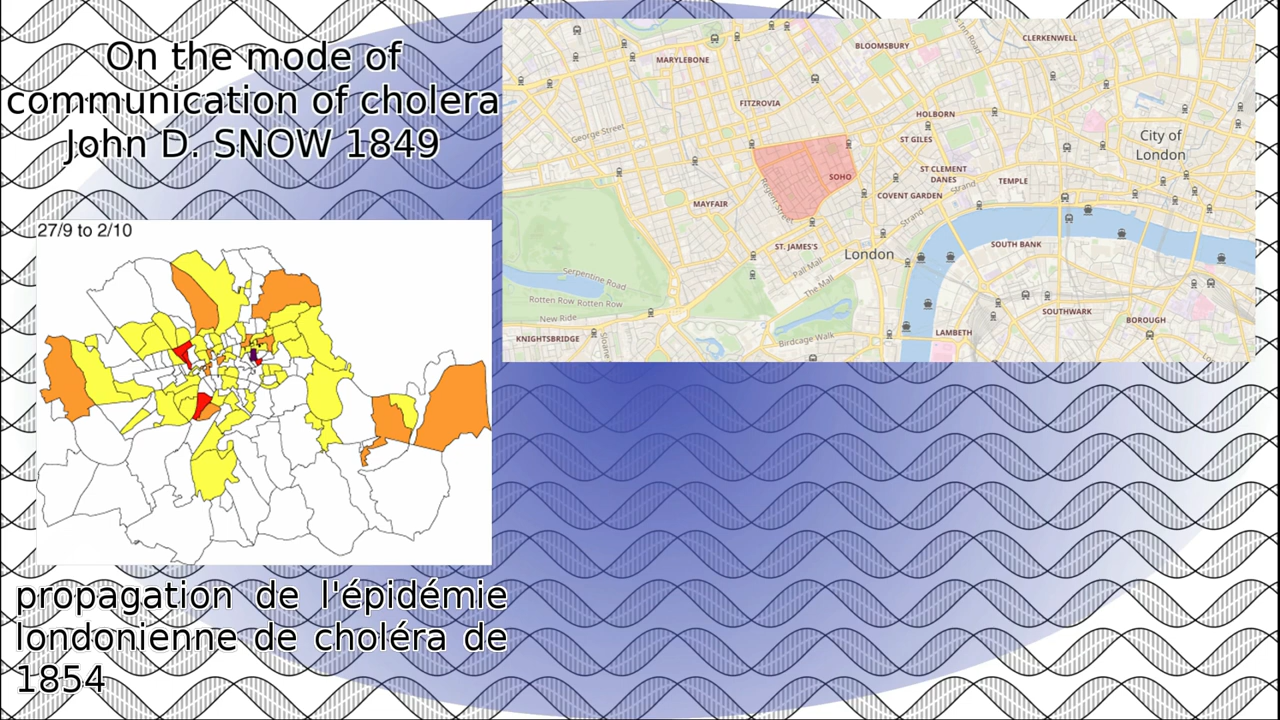 On the mode of
communication of cholera
John D. SNOW 1849
27/9 to 2/10
propagation de l'épidémie
londonienne de choléra de
1854
CLERKENWELL
BLOOMSBURY
MARYLEBONE
FITZROVIA
HOLBORN
George Street
ST GILES
City of
London
SOHO
ST CLEMENT
DANES
TEMPLE
Regent Street
Strand
COVENT GARDEN
MAYFAIR
Strand
ST. JAMES'S
SOUTH BANK
London
Pall Mall
Serpentine Road
The Mall
Rotten Row Rotten Row
SOUTHWARK
New Ride
BOROUGH
LAMBETH
KNIGHTSBRIDGE
Birdcage Walk